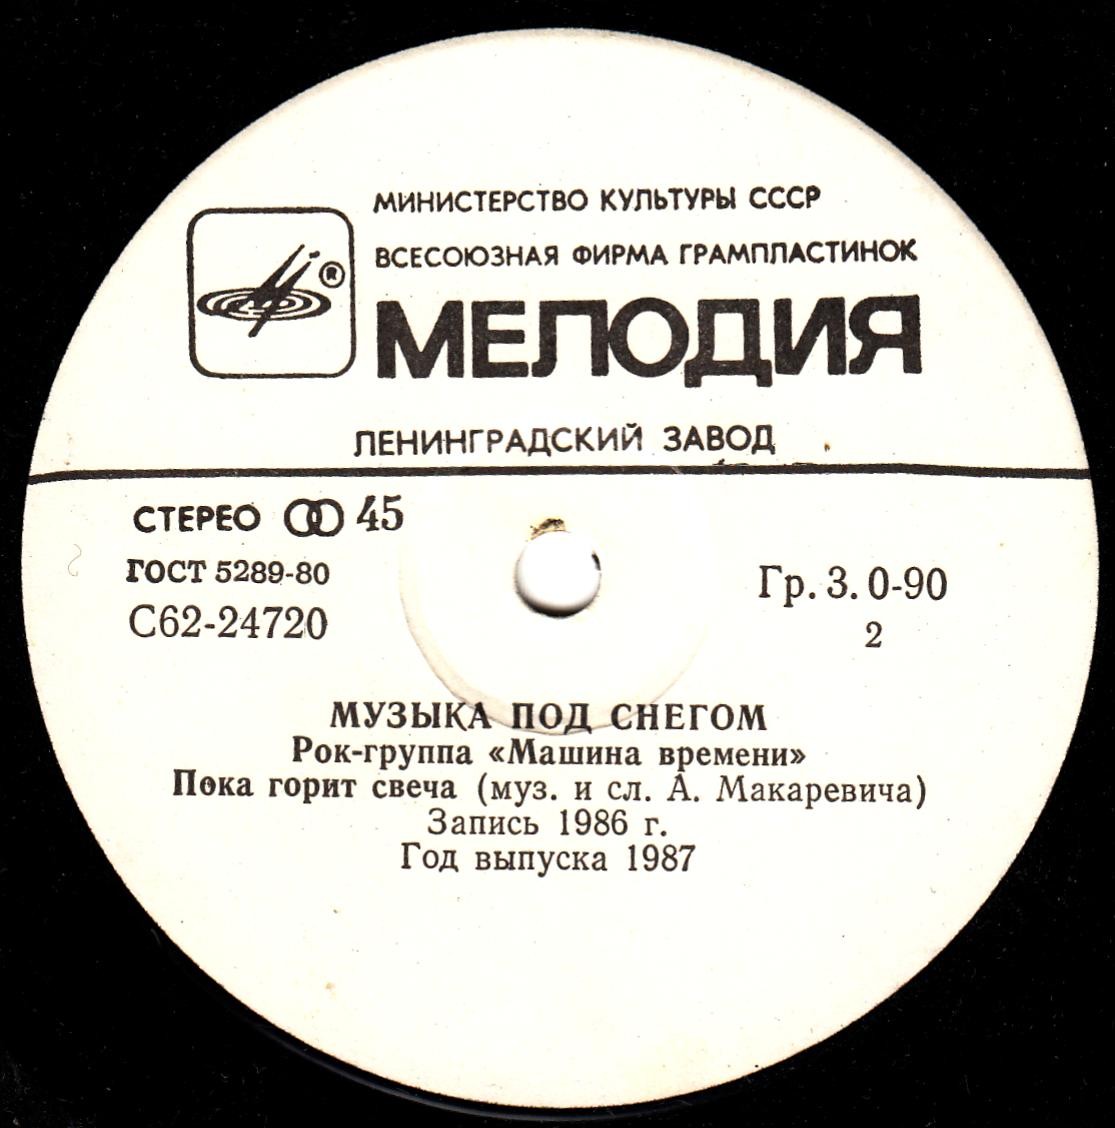 МИНИСТЕРСТВО КУЛЬТУРЫ СССР
ВСЕСОЮЗНАЯ ФИРМА ГРАМПЛАСТИНОК
®
МЕЛОДИЯ
ЛЕНИНГРАДСКИЙ ЗАВОД
СТЕРЕО 45
ГОСТ 5289-80
С62-24720
Гр. 3. 0-90
2
МУЗЫКА ПОД СНЕГОМ
Рок-группа «Машина времени»
Пока горит свеча (муз. и сл. А. Макаревича)
Запись 1986 г.
Год выпуска 1987